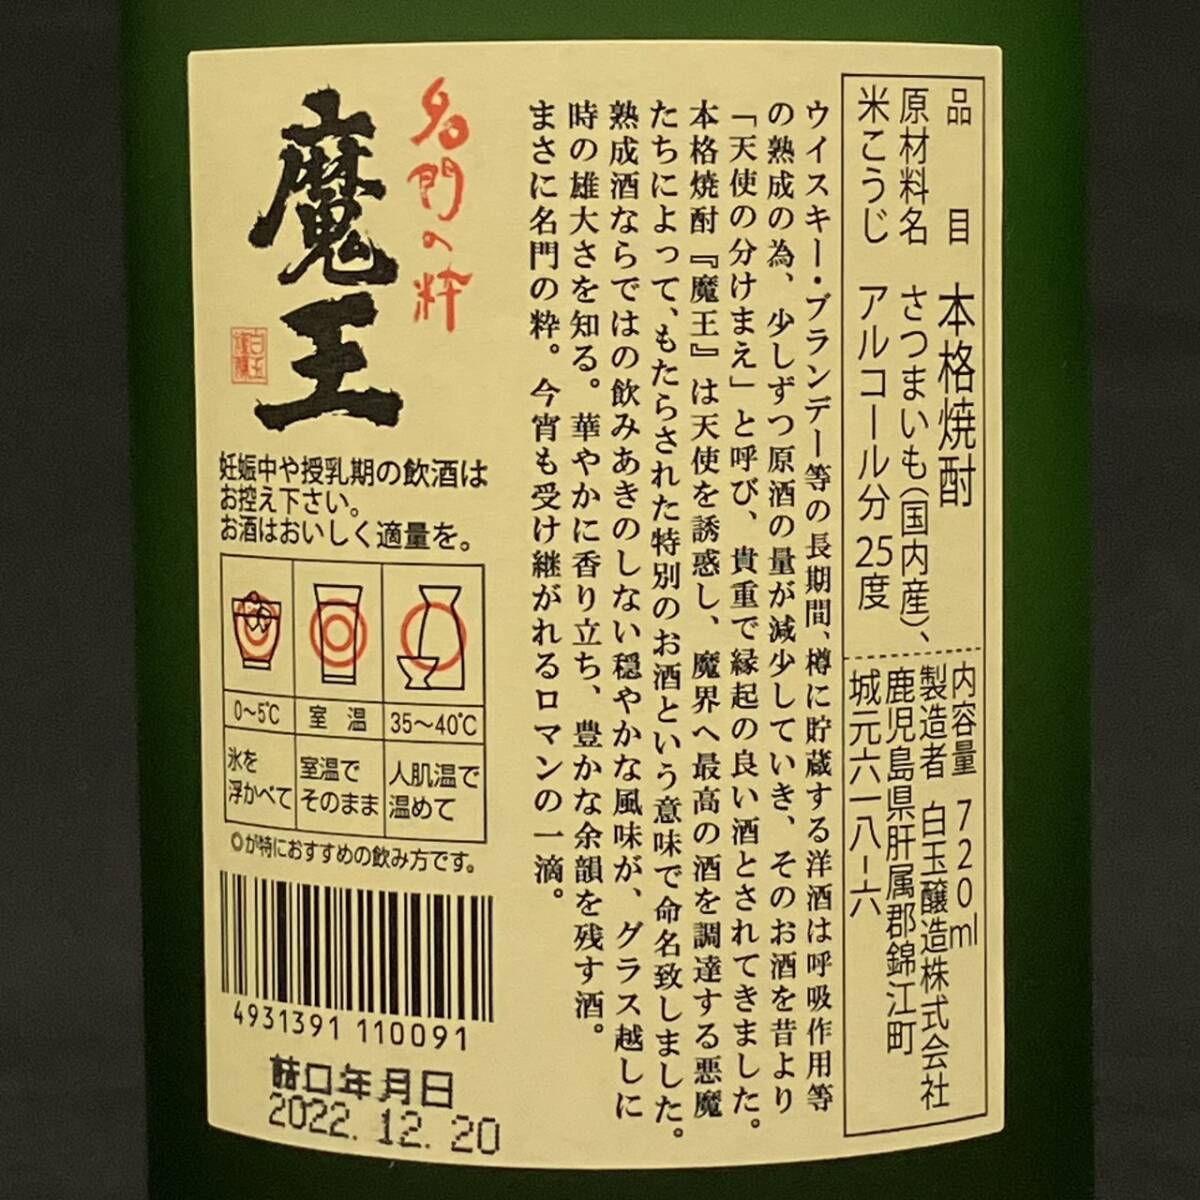 品目 本格焼酎
原材料名 さつまいも(国内産)、
米こうじ アルコール分25度
内容量 720ml
製造者 白玉醸造株式会社
鹿児島県肝属郡錦江町
城元六一八-六
ウイスキー・ブランデー等の長期間、樽に貯蔵する洋酒は呼吸作用等
の熟成の為、少しずつ原酒の量が減少していき、そのお酒を昔より
「天使の分けまえ」と呼び、貴重で縁起の良い酒とされてきました。
本格焼酎『魔王』は天使を誘惑し、魔界へ最高の酒を調達する悪魔
たちによって、もたらされた特別のお酒という意味で命名致しました。
熟成酒ならではの飲みあきのしない穏やかな風味が、グラス越しに
時の雄大さを知る。華やかに香り立ち、豊かな余韻を残す酒。
まさに名門の粋。今宵も受け継がれるロマンの一滴。
名門の粋
魔王
妊娠中や授乳期の飲酒は
お控え下さい。
お酒はおいしく適量を。
0～5℃ 室温 35～40℃
氷を
浮かべて
室温で
そのまま
人肌温で
温めて
◎が特におすすめの飲み方です。
4931391 110091
詰口年月日
2022.12.20